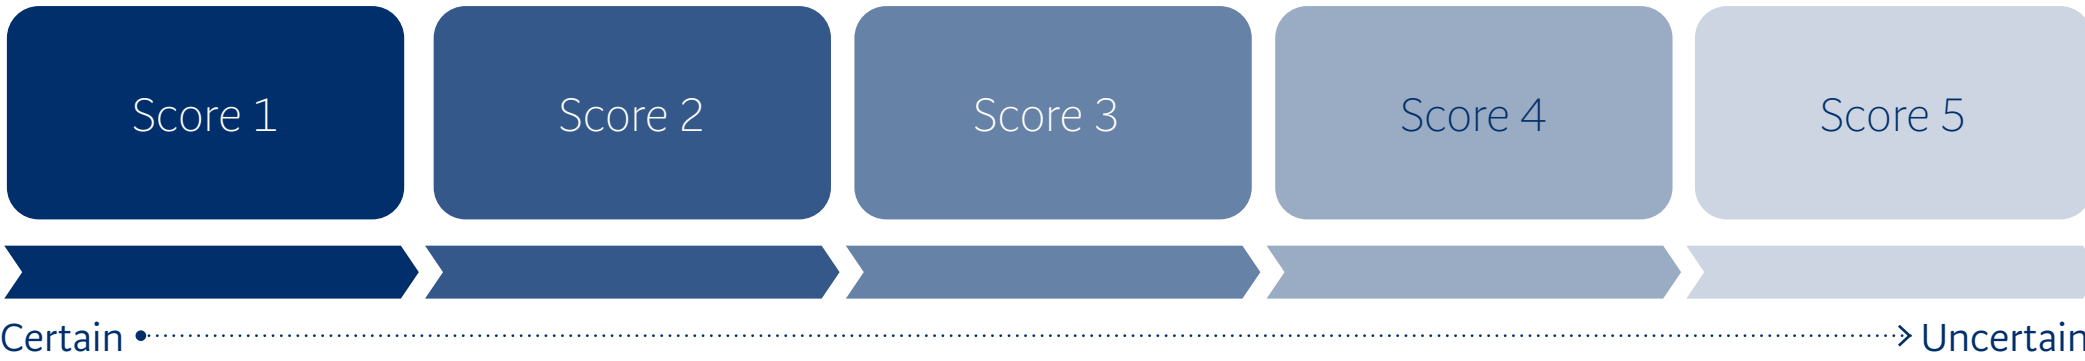 Score 1 Score 2 Score 3 Score 4 Score 5
Certain Uncertain